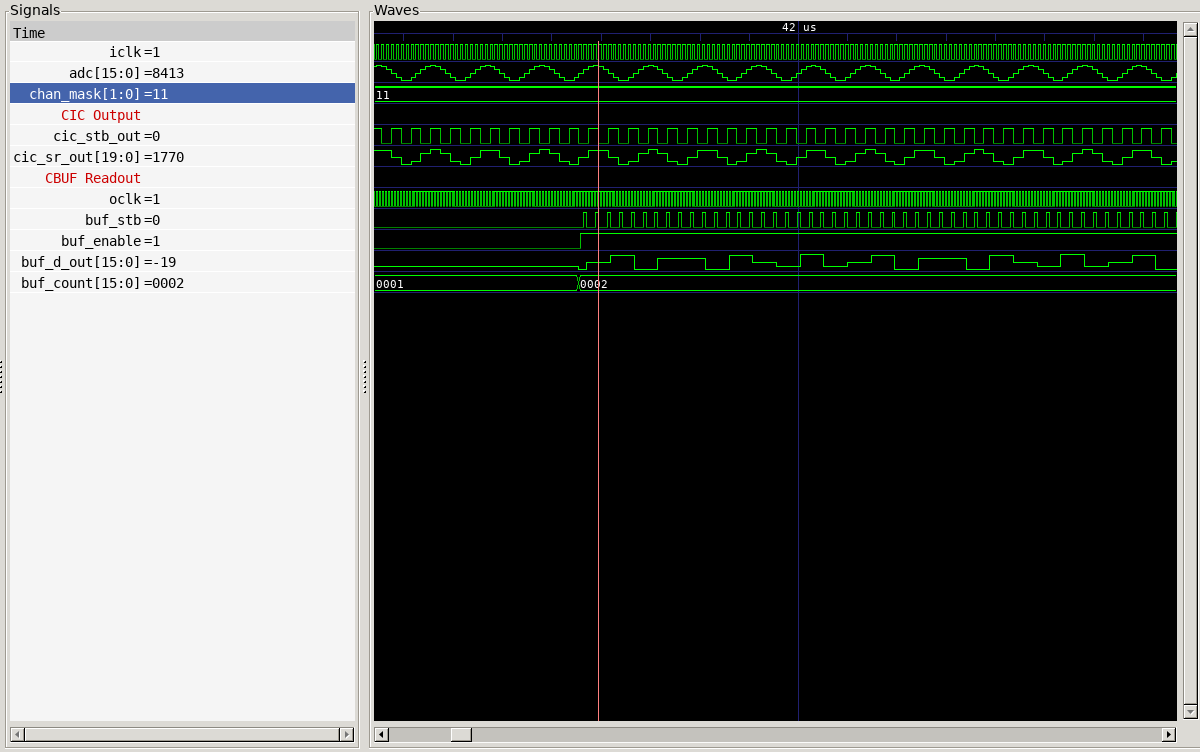 Signals
Time
iclk=1
adc[15:0]=8413
chan_mask[1:0]=11
CIC Output
cic_stb_out=0
cic_sr_out[19:0]=1770
CBUF Readout
oclk=1
buf_stb=0
buf_enable=1
buf_d_out[15:0]=-19
buf_count[15:0]=0002
Waves
42 us
11
0001
0002